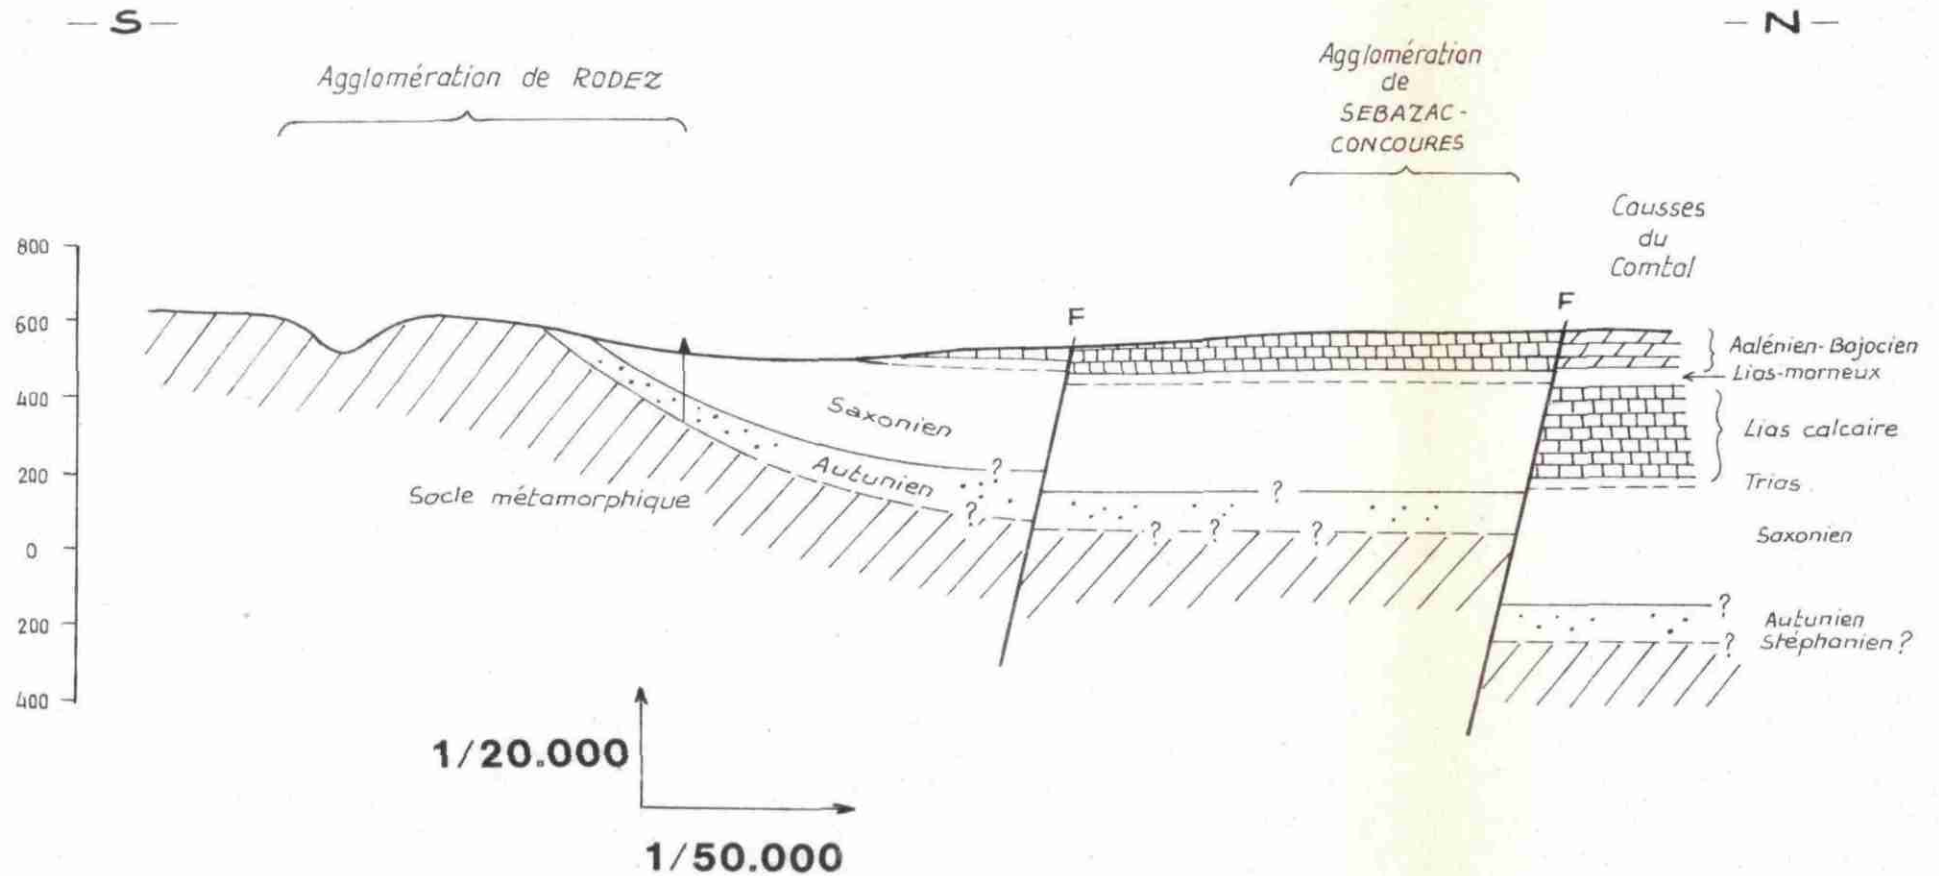 — S —
— N —
Agglomération de RODEZ
Agglomération
de
SEBAZAC-
CONCOURES
Causses
du
Comtal
800
600
400
200
0
200
400
F
F
Aalénien-Bajocien
Lias-marneux
Lias calcaire
Trias
Saxonien
Autunien
Stéphanien ?
Saxonien
Autunien
Socle métamorphique
?
?
?
?
?
?
?
?
1/20.000
1/50.000